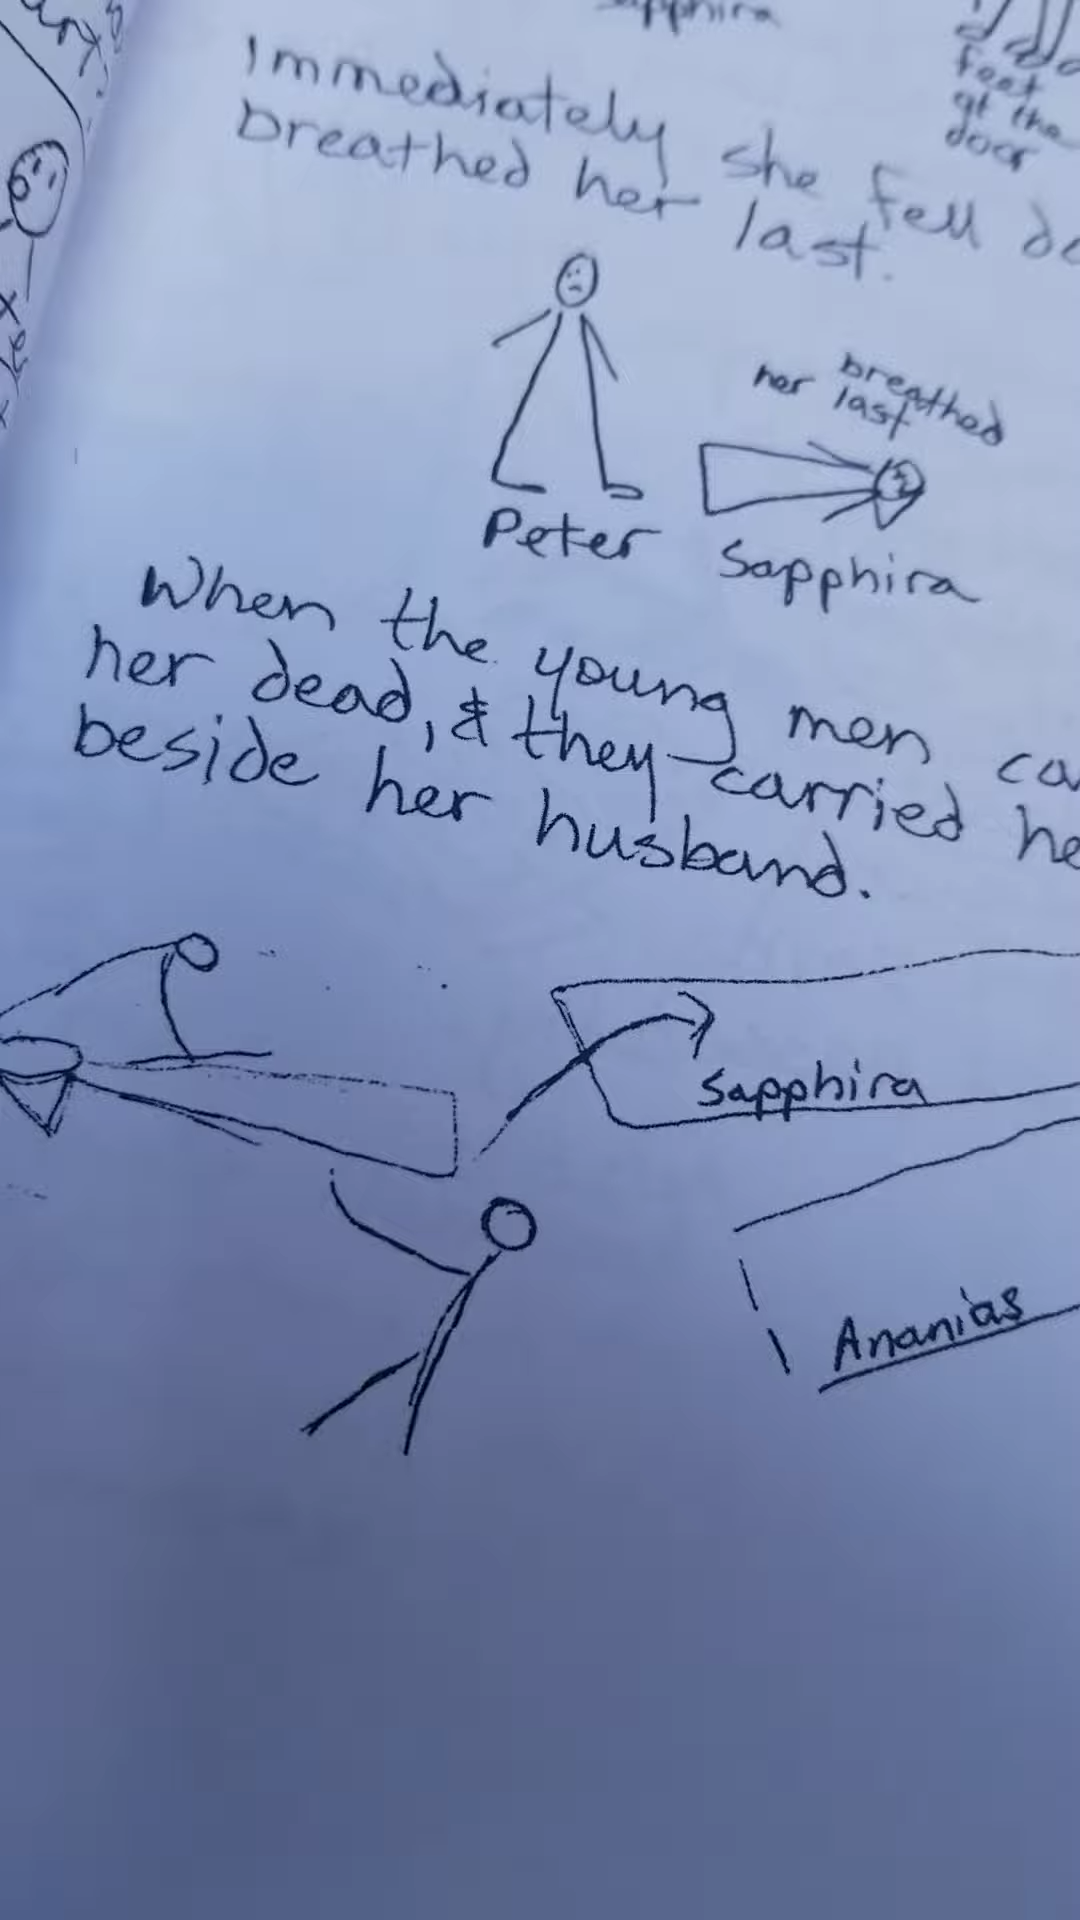 Sapphira
feet
at the
door
Immediately she fell
breathed her last.
breathed
her last
Peter Sapphira
When the young men
her dead, & they carried
beside her husband.
Sapphira
Ananias